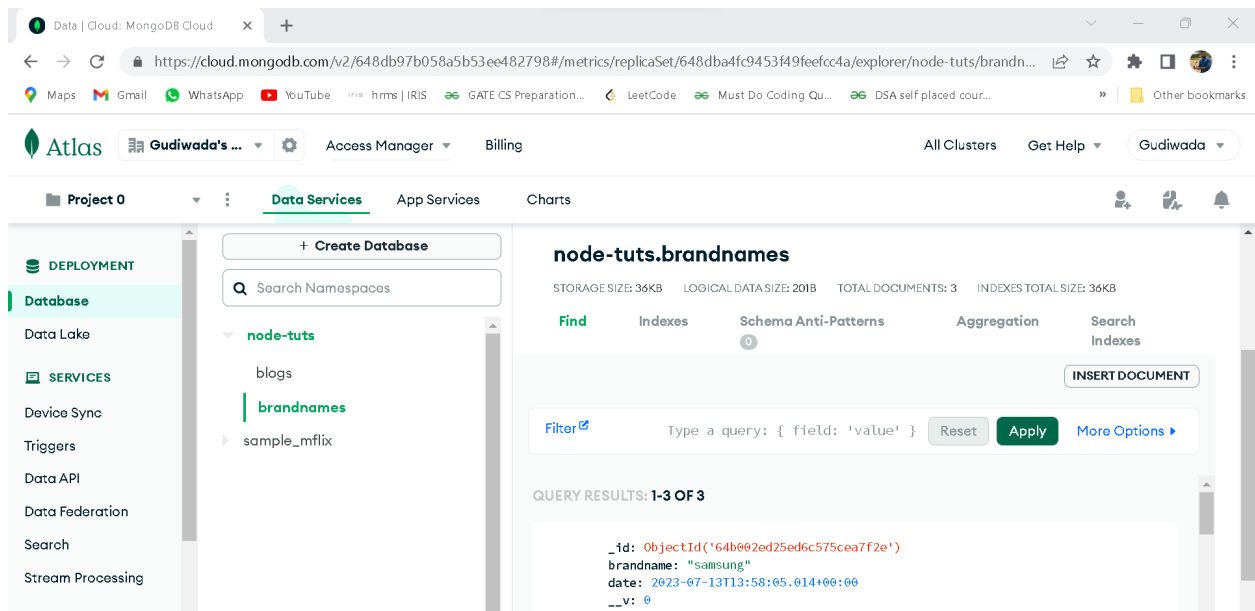 Data | Cloud: MongoDB Cloud
https://cloud.mongodb.com/v2/648db97b058a5b53ee482798#/metrics/replicaSet/648dba4fc9453f49feefcc4a/explorer/node-tuts/brandn...
Maps Gmail WhatsApp YouTube iris hrms | IRIS GATE CS Preparation... LeetCode Must Do Coding Qu... DSA self placed cour... » Other bookmarks
Atlas Gudiwada's ... Access Manager Billing All Clusters Get Help Gudiwada
Project 0 Data Services App Services Charts
DEPLOYMENT
Database
Data Lake
SERVICES
Device Sync
Triggers
Data API
Data Federation
Search
Stream Processing
+ Create Database
Search Namespaces
node-tuts
blogs
brandnames
sample_mflix
node-tuts.brandnames
STORAGE SIZE: 36KB LOGICAL DATA SIZE: 201B TOTAL DOCUMENTS: 3 INDEXES TOTAL SIZE: 36KB
Find Indexes Schema Anti-Patterns Aggregation Search
0 Indexes
INSERT DOCUMENT
Filter Type a query: { field: 'value' } Reset Apply More Options
QUERY RESULTS: 1-3 OF 3
_id: ObjectId('64b002ed25ed6c575cea7f2e')
brandname: "samsung"
date: 2023-07-13T13:58:05.014+00:00
__v: 0